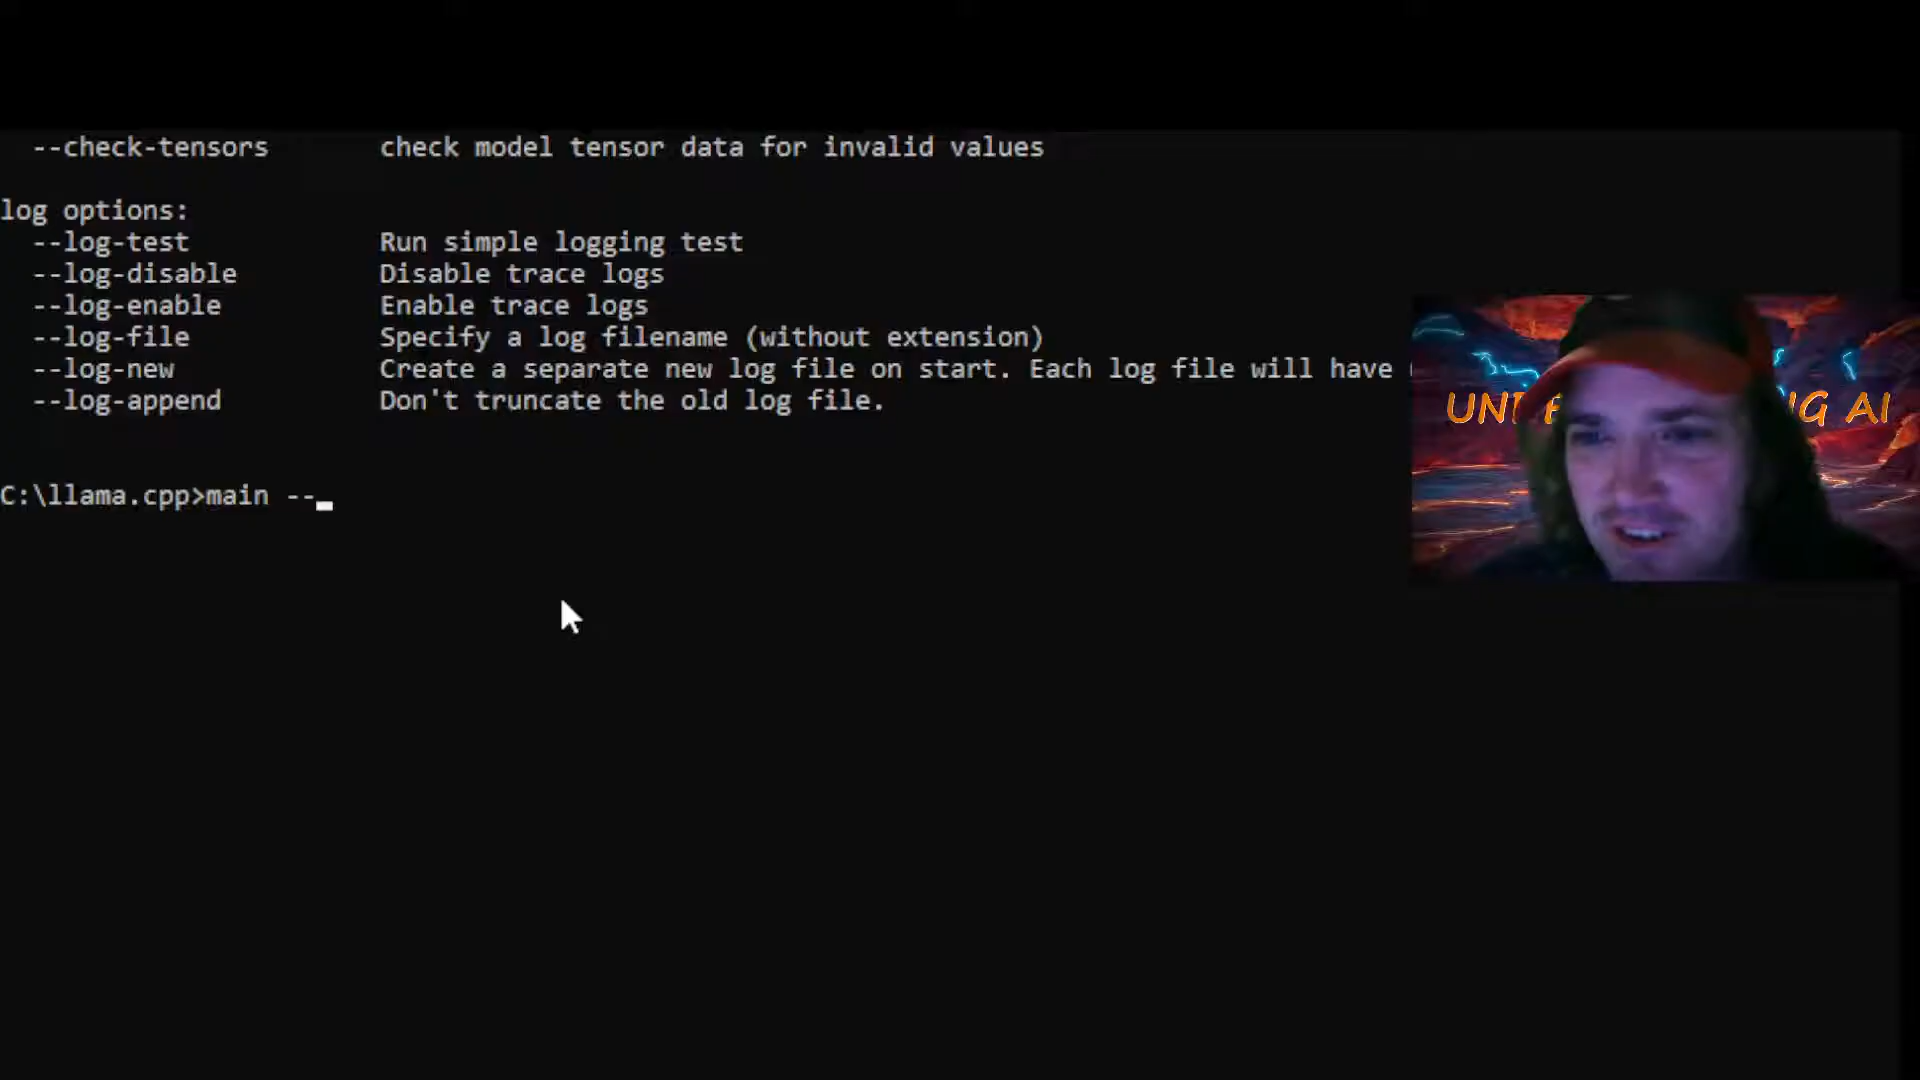 --check-tensors check model tensor data for invalid values
log options:
--log-test Run simple logging test
--log-disable Disable trace logs
--log-enable Enable trace logs
--log-file Specify a log filename (without extension)
--log-new Create a separate new log file on start. Each log file will have
--log-append Don't truncate the old log file.
UN
G AI
C:\llama.cpp>main --